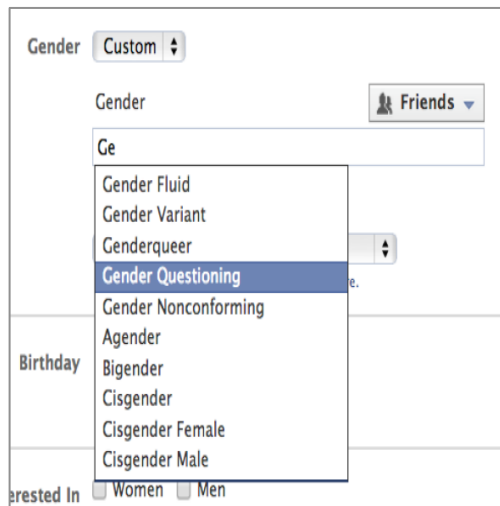 Gender Custom
Gender Friends
Ge
Gender Fluid
Gender Variant
Genderqueer
Gender Questioning
Gender Nonconforming
Agender
Birthday
Bigender
Cisgender
Cisgender Female
Cisgender Male
In Women Men